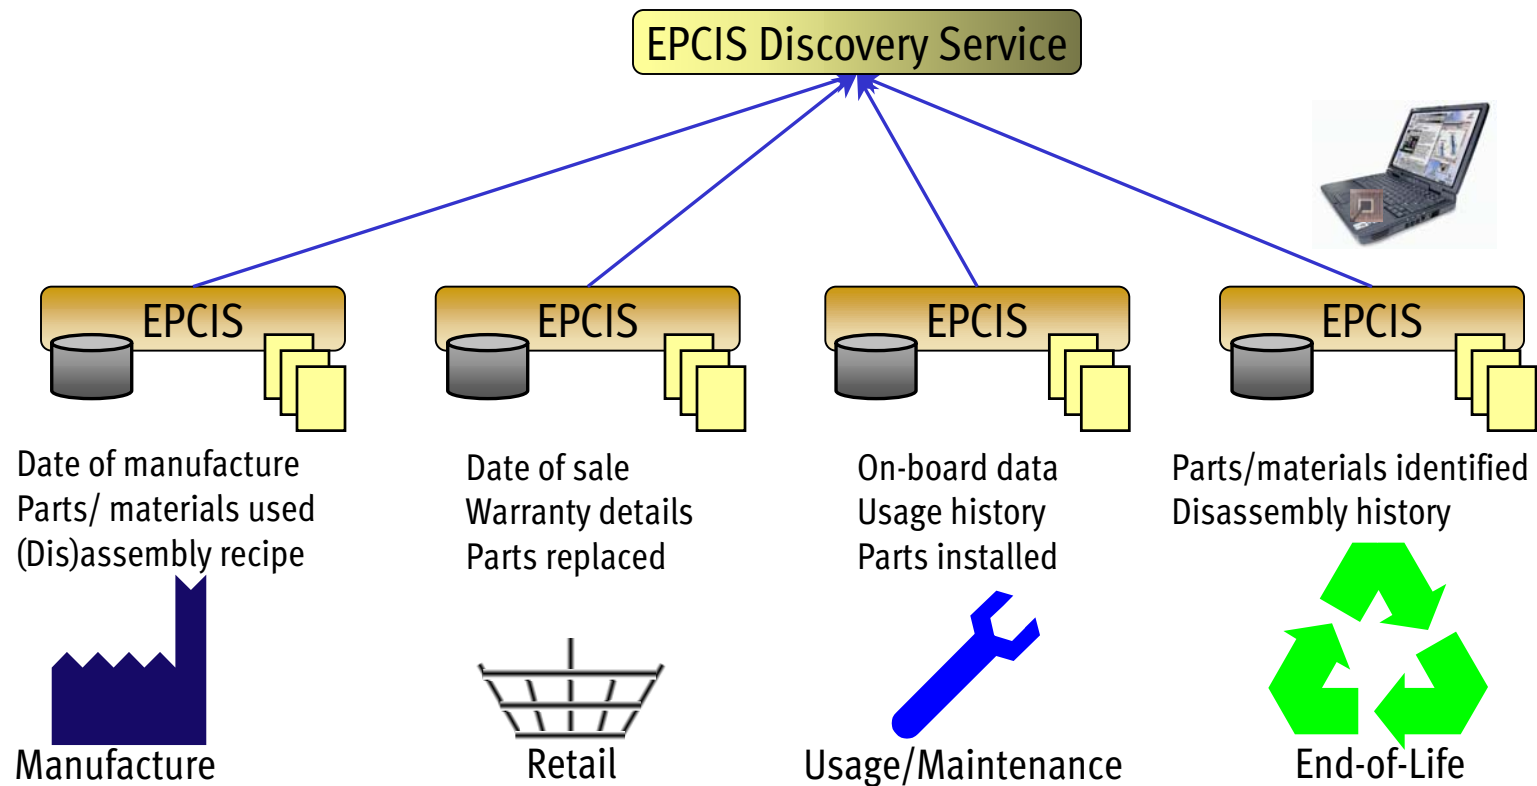 EPCIS Discovery Service
EPCIS
EPCIS
EPCIS
EPCIS
Date of manufacture
Parts/ materials used
(Dis)assembly recipe
Date of sale
Warranty details
Parts replaced
On-board data
Usage history
Parts installed
Parts/materials identified
Disassembly history
Manufacture
Retail
Usage/Maintenance
End-of-Life